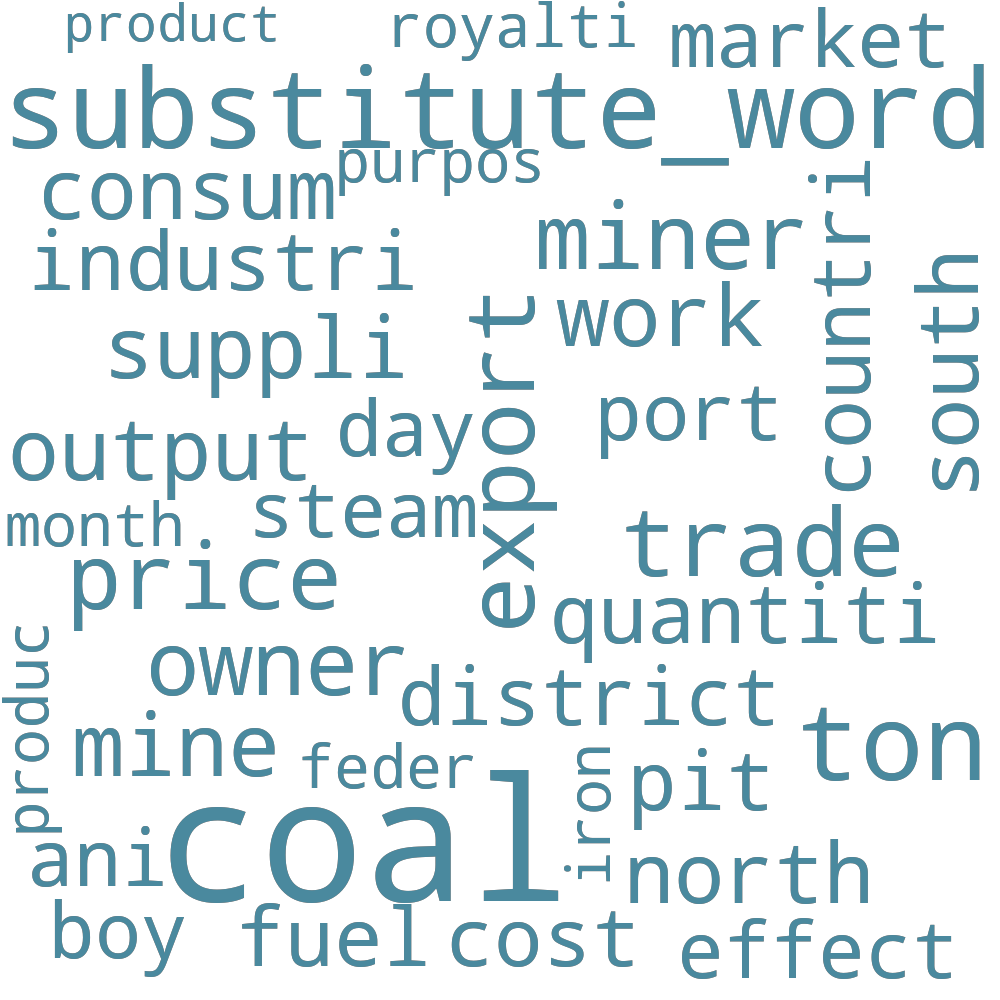 product
royalti
market
substitute_word
purpos
consum
countri
miner
industri
south
work
export
suppli
port
day
output
steam
month
trade
price
quantiti
produc
owner
district
ton
mine
feder
iron
pit
coal
ani
north
boy
fuel
cost
effect